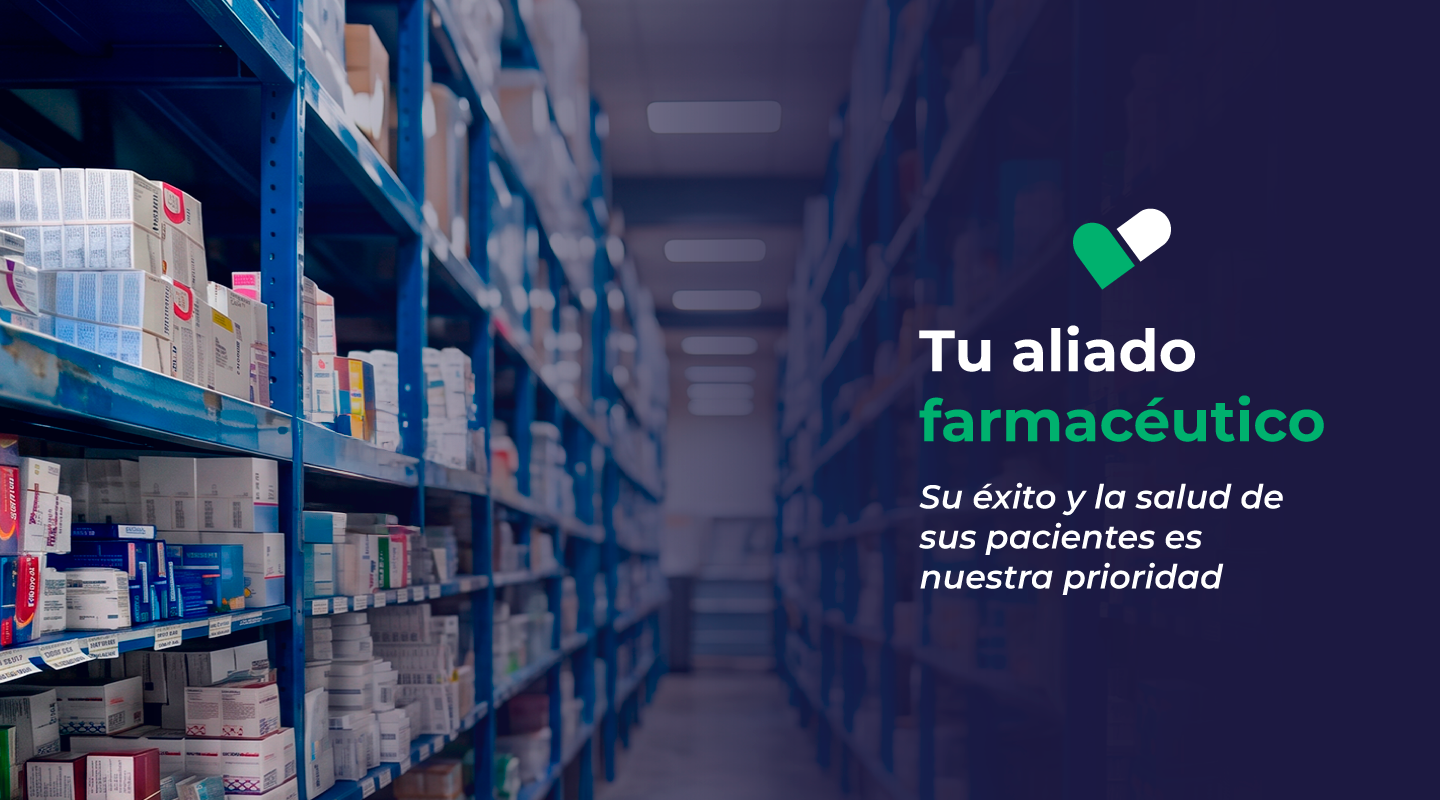 Tu aliado
farmacéutico
Su éxito y la salud de
sus pacientes es
nuestra prioridad